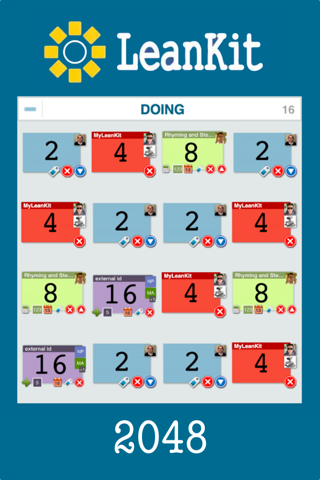 LeanKit
DOING 16
2 MyLeanKit 4 Rhyming and Ste... 8 2
MyLeanKit 4 2 2 MyLeanKit 4
Rhyming and Ste... 8 external id 16 MyLeanKit 4 Rhyming and Ste... 8
external id 16 2 2 MyLeanKit 4
2048